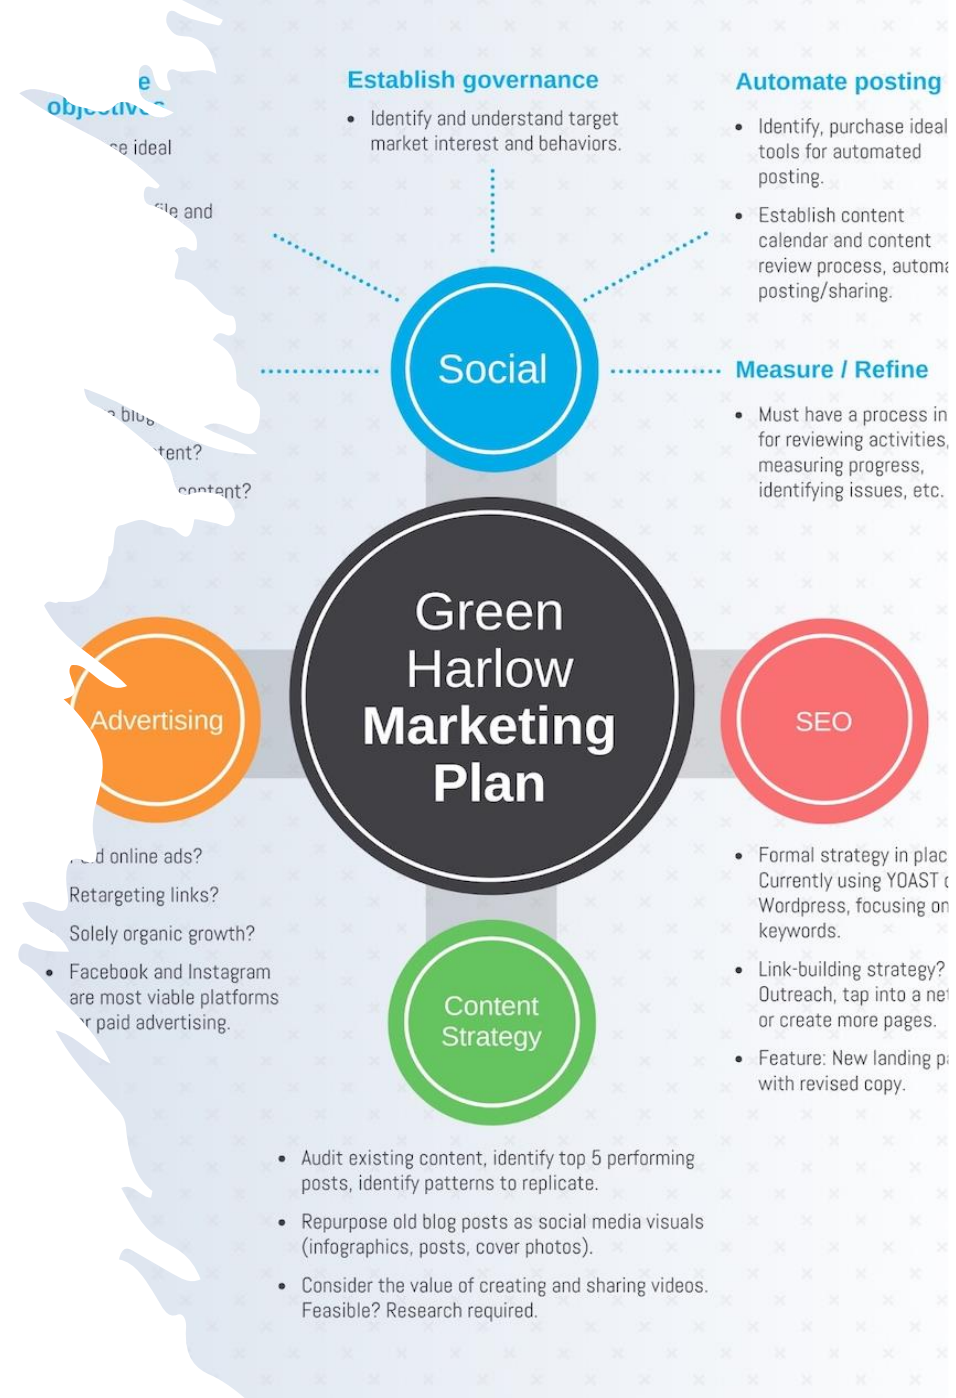 objectives
ideal
and
Establish governance
• Identify and understand target
market interest and behaviors.
Automate posting
• Identify, purchase ideal
tools for automated
posting.
• Establish content
calendar and content
review process,
posting/sharing.
Social
Measure / Refine
• Must have a process in
for reviewing activities,
measuring progress,
identifying issues, etc.
content?
Green
Harlow
Marketing
Plan
Advertising
online ads?
Retargeting links?
Solely organic growth?
• Facebook and Instagram
are most viable platforms
paid advertising.
SEO
• Formal strategy in
Currently using YOAST
Wordpress, focusing on
keywords.
• Link-building strategy?
Outreach, tap into a
or create more pages.
• Feature: New landing
with revised copy.
Content
Strategy
• Audit existing content, identify top 5 performing
posts, identify patterns to replicate.
• Repurpose old blog posts as social media visuals
(infographics, posts, cover photos).
• Consider the value of creating and sharing videos.
Feasible? Research required.